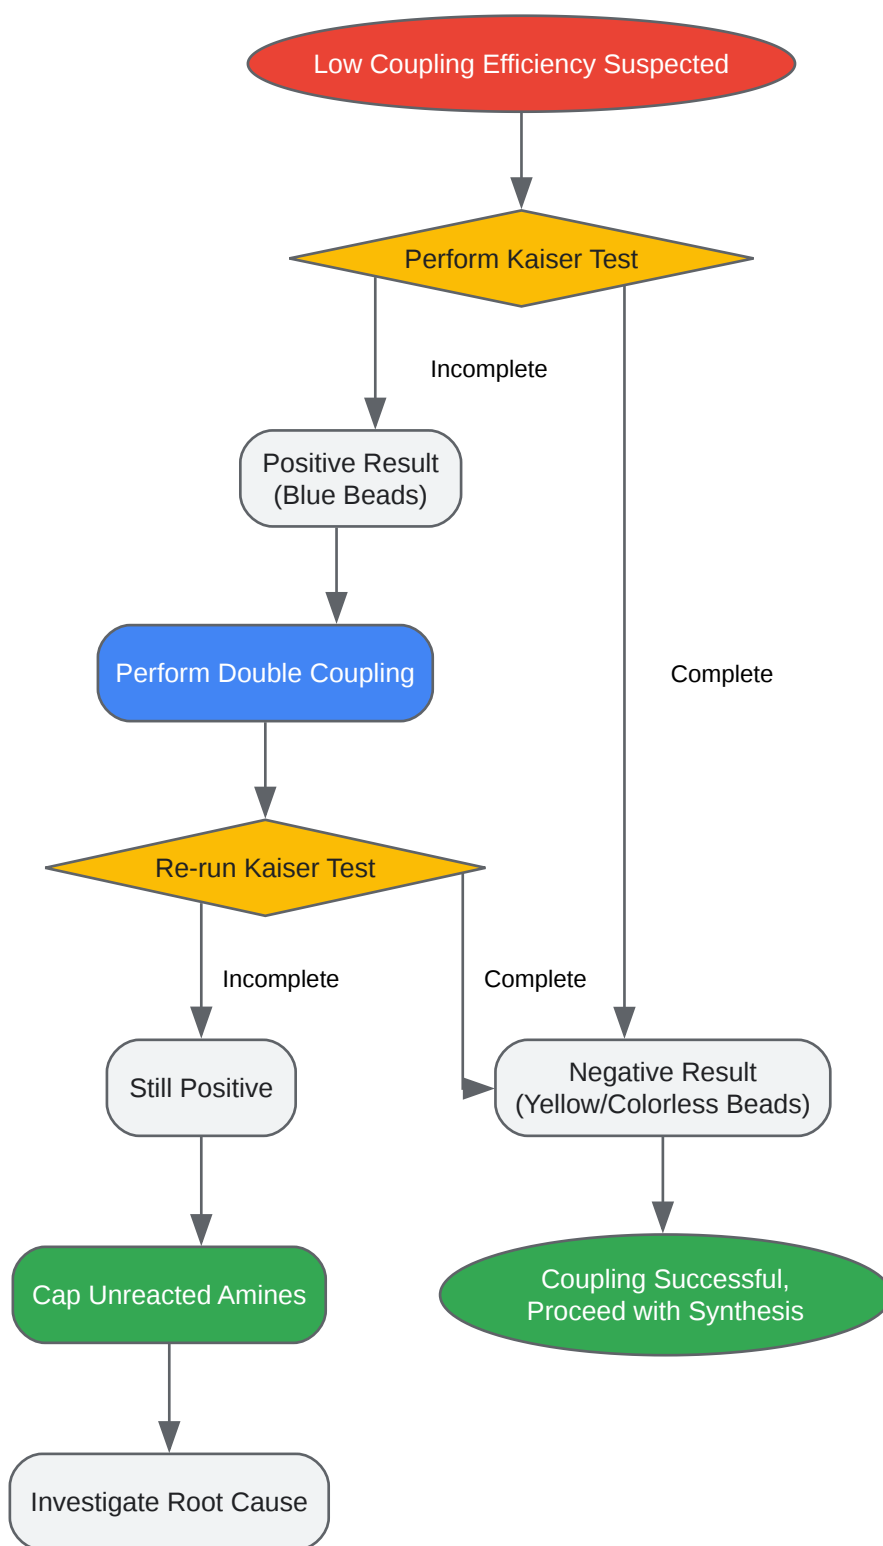 Low Coupling Efficiency Suspected
Perform Kaiser Test
Incomplete
Positive Result
(Blue Beads)
Perform Double Coupling
Complete
Re-run Kaiser Test
Incomplete
Complete
Still Positive
Negative Result
(Yellow/Colorless Beads)
Cap Unreacted Amines
Coupling Successful,
Proceed with Synthesis
Investigate Root Cause